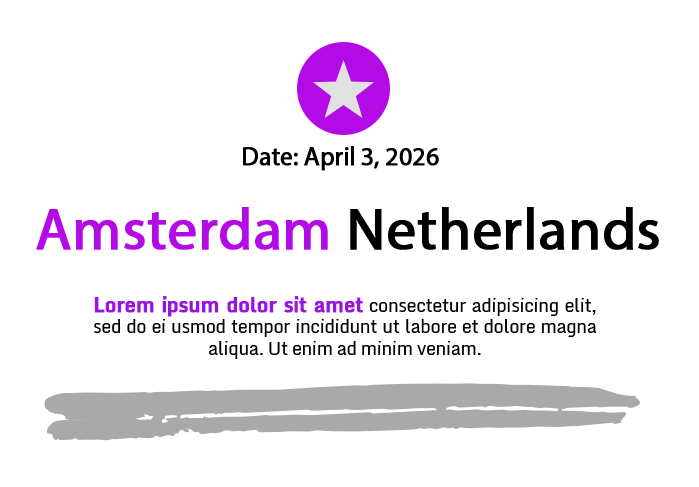 Date: April 3, 2026
Amsterdam Netherlands
Lorem ipsum dolor sit amet consectetur adipisicing elit,
sed do ei usmod tempor incididunt ut labore et dolore magna
aliqua. Ut enim ad minim veniam.